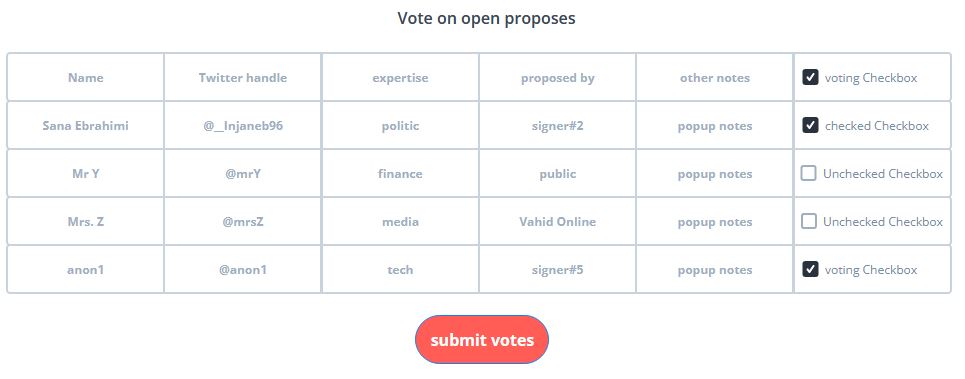 Vote on open proposes
Name Twitter handle expertise proposed by other notes voting Checkbox
Sana Ebrahimi @__Injaneb96 politic signer#2 popup notes checked Checkbox
Mr Y @mrY finance public popup notes Unchecked Checkbox
Mrs. Z @mrsZ media Vahid Online popup notes Unchecked Checkbox
anon1 @anon1 tech signer#5 popup notes voting Checkbox
submit votes